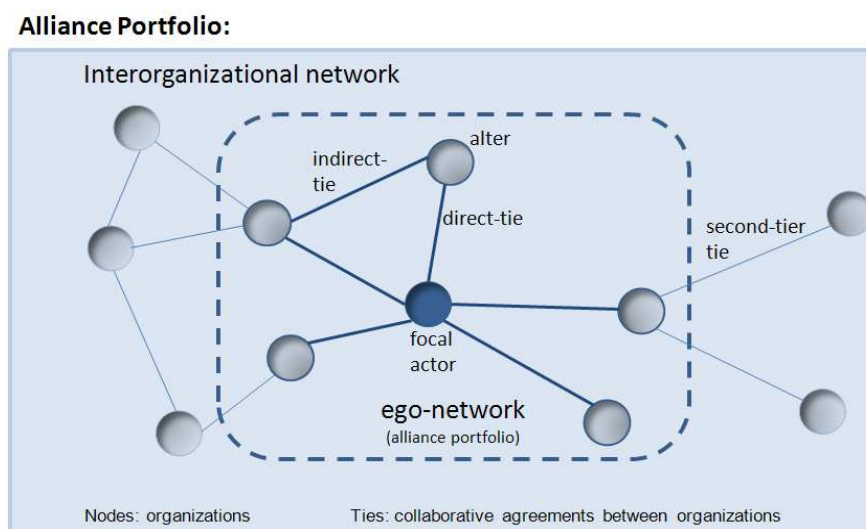 Alliance Portfolio:
Interorganizational network
alter
indirect-
tie
direct-tie
second-tier
tie
focal
actor
ego-network
(alliance portfolio)
Nodes: organizations
Ties: collaborative agreements between organizations